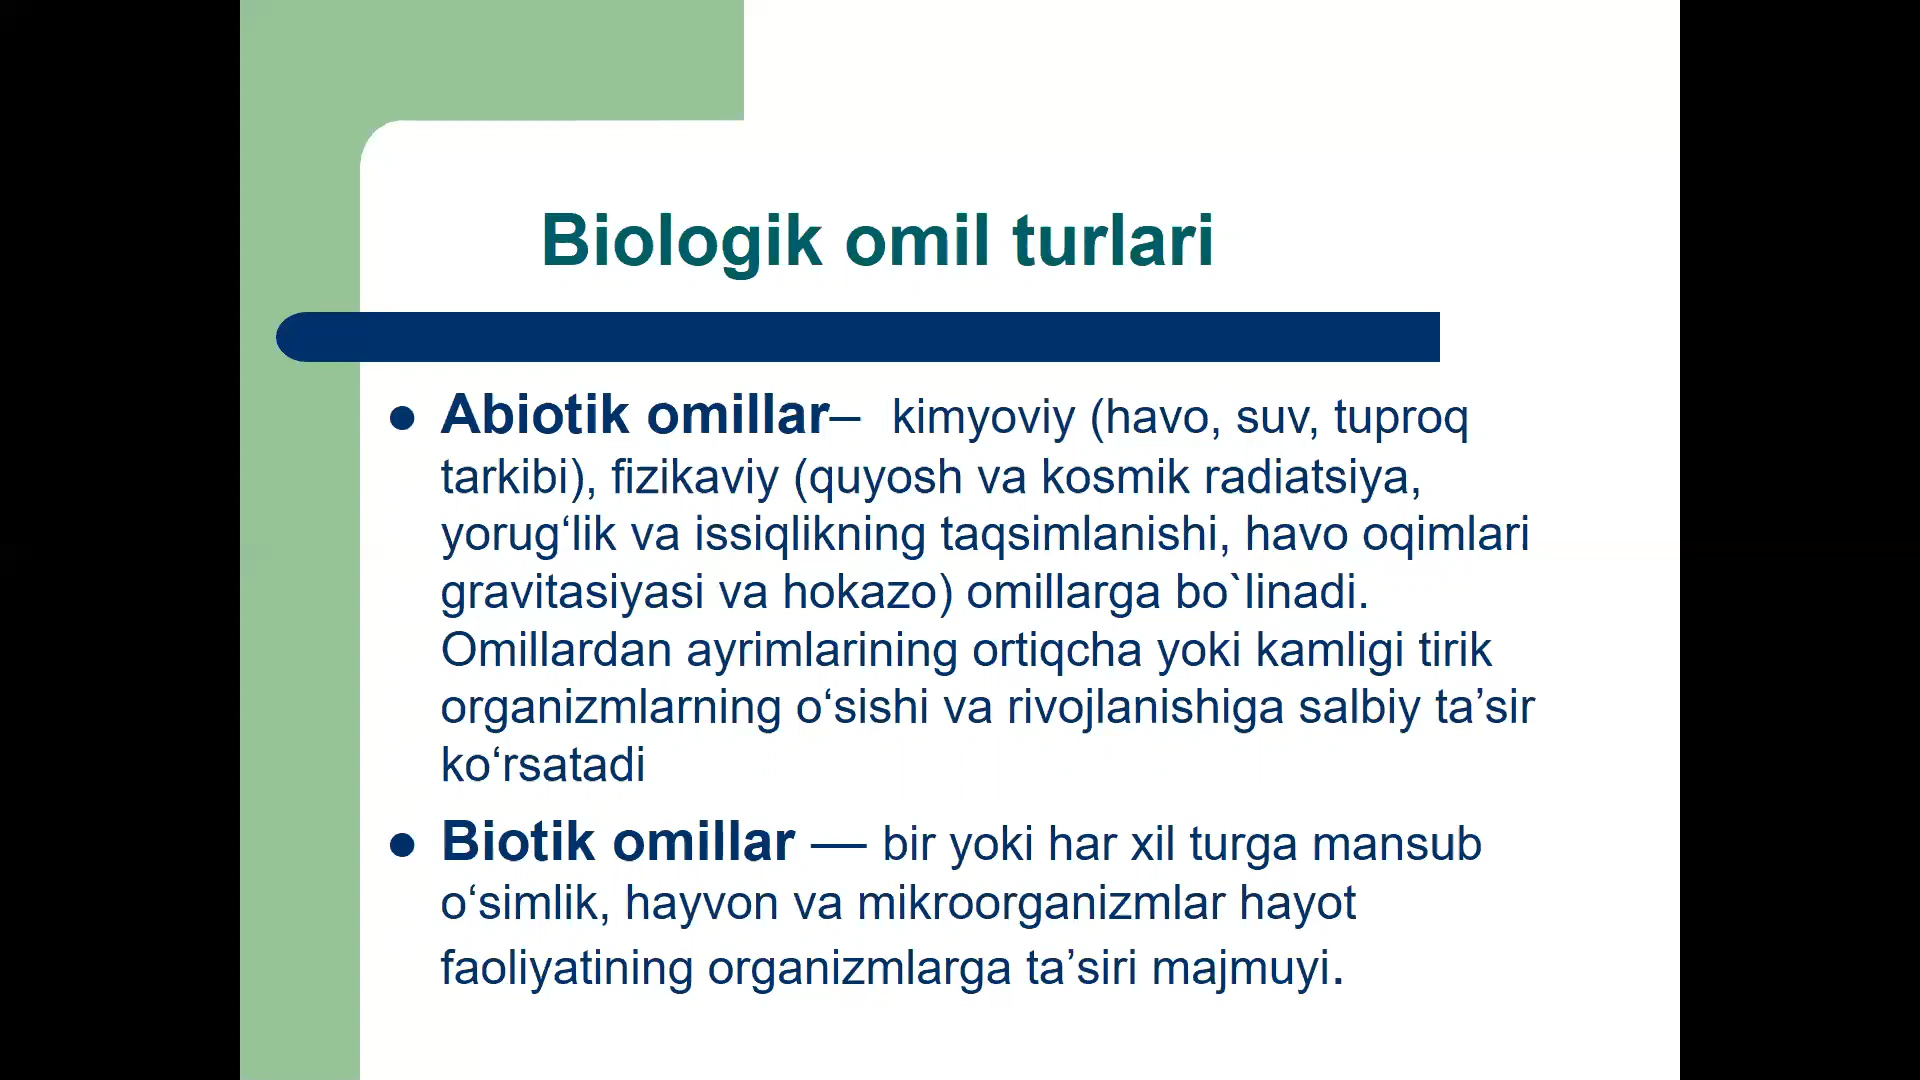 Biologik omil turlari
● Abiotik omillar– kimyoviy (havo, suv, tuproq
tarkibi), fizikaviy (quyosh va kosmik radiatsiya,
yorug‘lik va issiqlikning taqsimlanishi, havo oqimlari
gravitasiyasi va hokazo) omillarga bo`linadi.
Omillardan ayrimlarining ortiqcha yoki kamligi tirik
organizmlarning o‘sishi va rivojlanishiga salbiy ta’sir
ko‘rsatadi
● Biotik omillar — bir yoki har xil turga mansub
o‘simlik, hayvon va mikroorganizmlar hayot
faoliyatining organizmlarga ta’siri majmuyi.